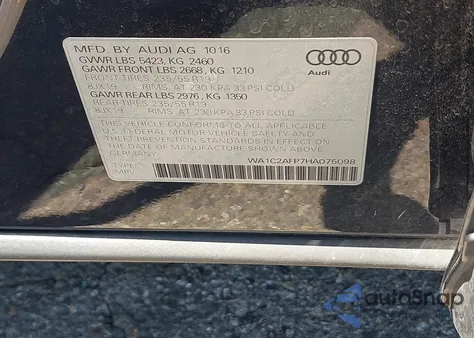 MFD. BY AUDI AG 10 16
GVWR LBS 5423, KG 2460
GAWR FRONT LBS 2668, KG 1210
FRONT TIRES 235/55 R19
8JX19 RIMS, AT 230 KPA 33 PSI COLD
GAWR REAR LBS 2976, KG 1350
REAR TIRES 235/55 R19
8JX19 RIMS, AT 230 KPA 33 PSI COLD
THIS VEHICLE CONFORMS TO ALL APPLICABLE
U.S. FEDERAL MOTOR VEHICLE SAFETY AND
THEFT PREVENTION STANDARDS IN EFFECT ON
THE DATE OF MANUFACTURE SHOWN ABOVE.
GERMANY
Audi
WA1C2AFP7HA075098
TYPE:
MPV
autoSnap